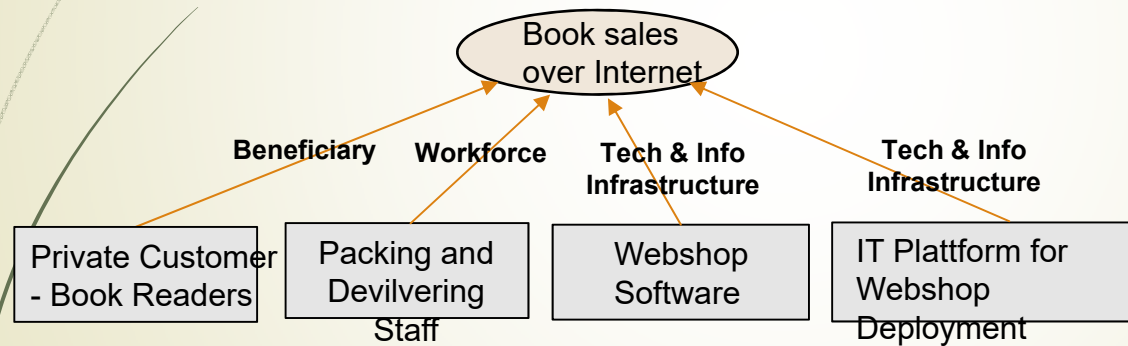 Book sales
over Internet
Beneficiary
Workforce
Tech & Info
Infrastructure
Tech & Info
Infrastructure
Private Customer
- Book Readers
Packing and
Devilvering
Staff
Webshop
Software
IT Plattform for
Webshop
Deployment